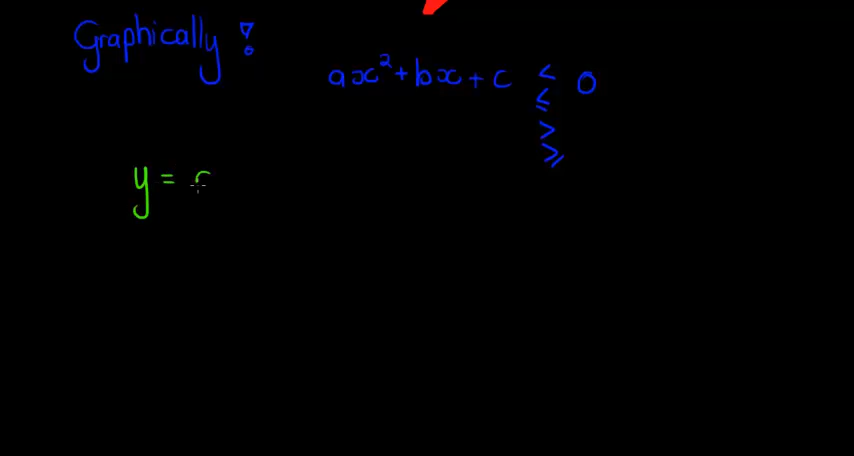 Graphically :
ax² + bx + c < 0
≤
>
≥
y =